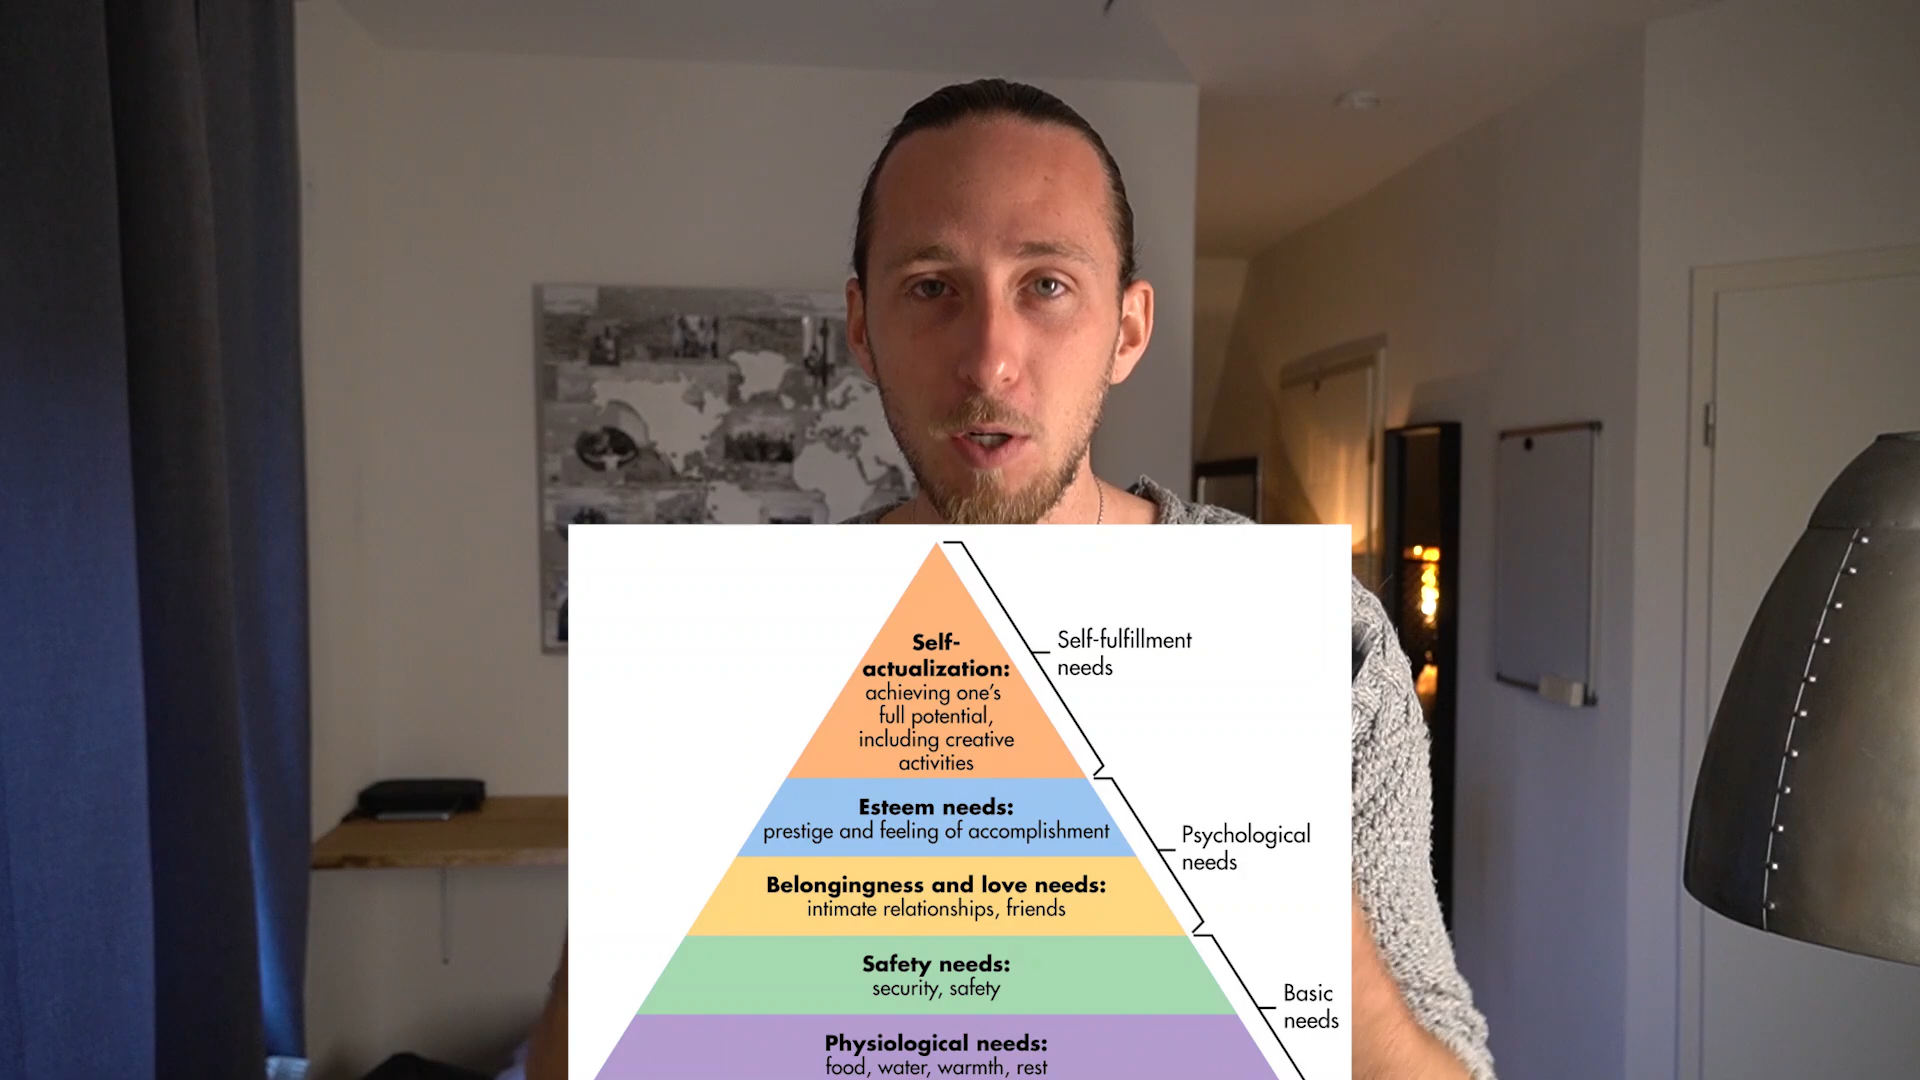 Self-
actualization:
achieving one's
full potential,
including creative
activities
Self-fulfillment
needs
Esteem needs:
prestige and feeling of accomplishment
Psychological
needs
Belongingness and love needs:
intimate relationships, friends
Safety needs:
security, safety
Basic
needs
Physiological needs:
food, water, warmth, rest